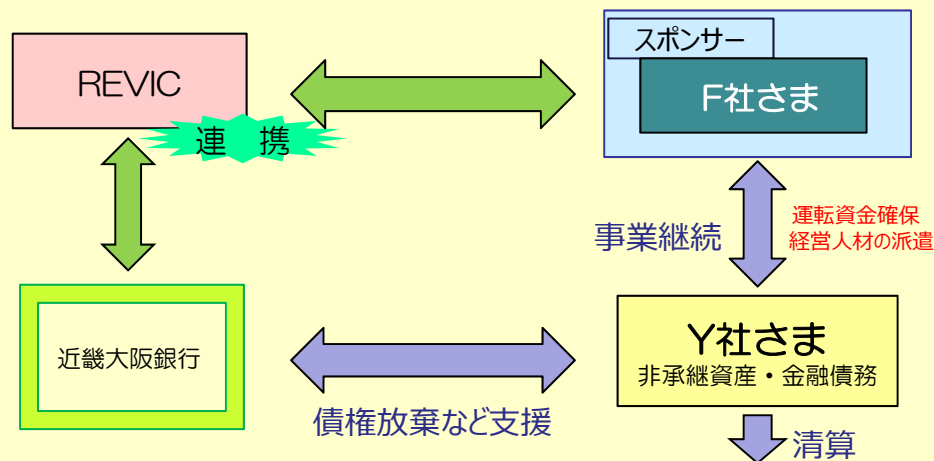 REVIC
連　携
スポンサー
F社さま
事業継続
運転資金確保
経営人材の派遣
近畿大阪銀行
債権放棄など支援
Y社さま
非承継資産・金融債務
清算